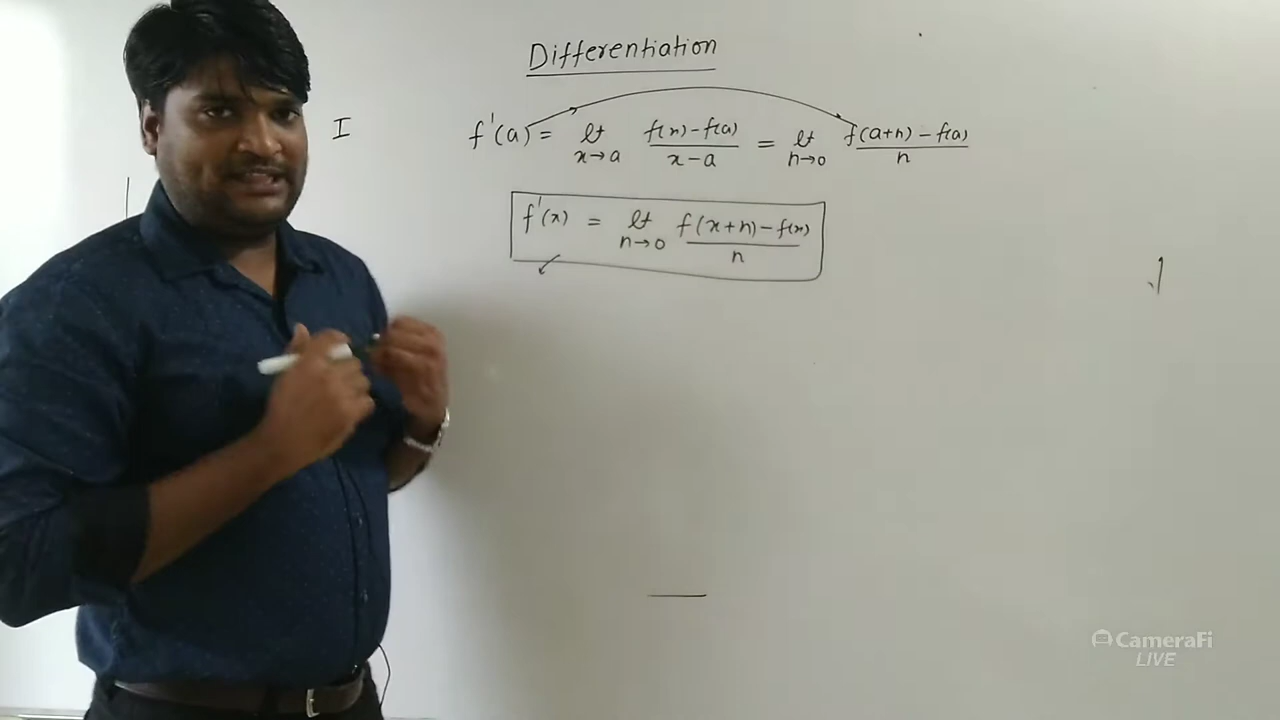 Differentiation
I
f'(a) = lt x→a f(x)-f(a) / x-a = lt h→0 f(a+h)-f(a) / h
f'(x) = lt h→0 f(x+h)-f(x) / h
CameraFi
LIVE